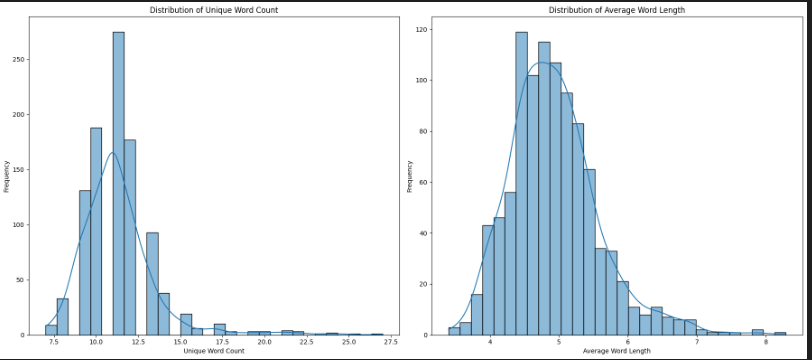 Distribution of Unique Word Count
Frequency
250
200
150
100
50
0
7.5 10.0 12.5 15.0 17.5 20.0 22.5 25.0 27.5
Unique Word Count
Distribution of Average Word Length
Frequency
120
100
80
60
40
20
0
4 5 6 7 8
Average Word Length